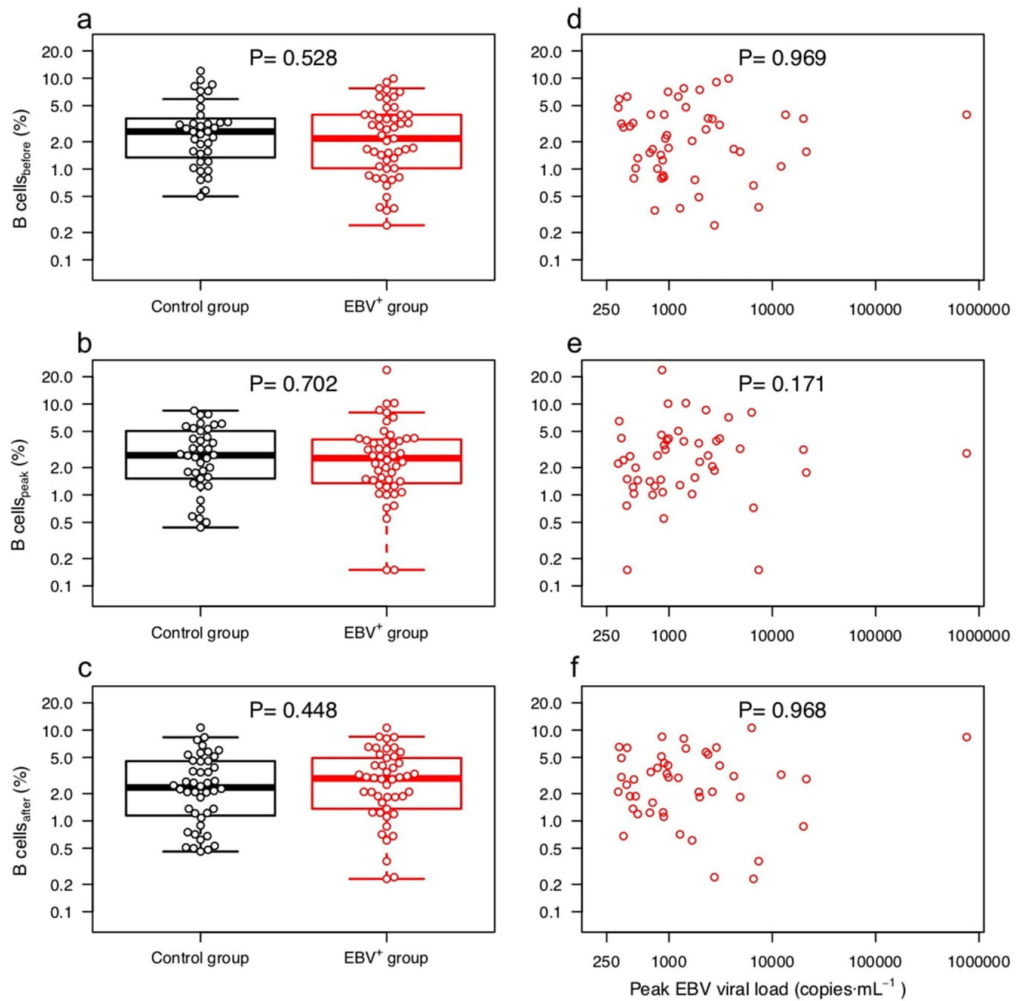 a
P= 0.528
20.0
10.0
5.0
2.0
1.0
0.5
0.2
0.1
B cells_before (%)
Control group
EBV⁺ group
d
P= 0.969
20.0
10.0
5.0
2.0
1.0
0.5
0.2
0.1
250 1000 10000 100000 1000000
b
P= 0.702
20.0
10.0
5.0
2.0
1.0
0.5
0.2
0.1
B cells_peak (%)
Control group
EBV⁺ group
e
P= 0.171
20.0
10.0
5.0
2.0
1.0
0.5
0.2
0.1
250 1000 10000 100000 1000000
c
P= 0.448
20.0
10.0
5.0
2.0
1.0
0.5
0.2
0.1
B cells_after (%)
Control group
EBV⁺ group
f
P= 0.968
20.0
10.0
5.0
2.0
1.0
0.5
0.2
0.1
250 1000 10000 100000 1000000
Peak EBV viral load (copies·mL⁻¹ )